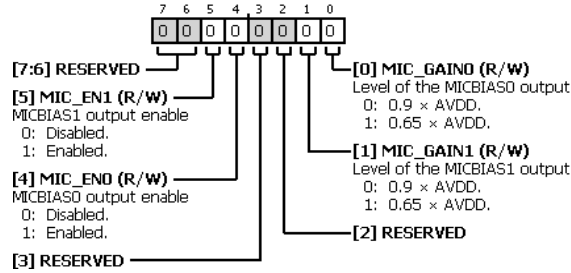 7 6 5 4 3 2 1 0
0 0 0 0 0 0 0 0
[7:6] RESERVED
[5] MIC_EN1 (R/W)
MICBIAS1 output enable
0: Disabled.
1: Enabled.
[4] MIC_EN0 (R/W)
MICBIAS0 output enable
0: Disabled.
1: Enabled.
[3] RESERVED
[0] MIC_GAIN0 (R/W)
Level of the MICBIAS0 output
0: 0.9 × AVDD.
1: 0.65 × AVDD.
[1] MIC_GAIN1 (R/W)
Level of the MICBIAS1 output
0: 0.9 × AVDD.
1: 0.65 × AVDD.
[2] RESERVED